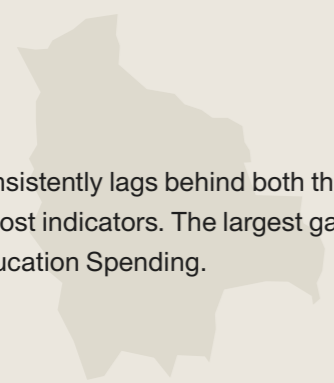 nsistently lags behind both th
ost indicators. The largest ga
ucation Spending.